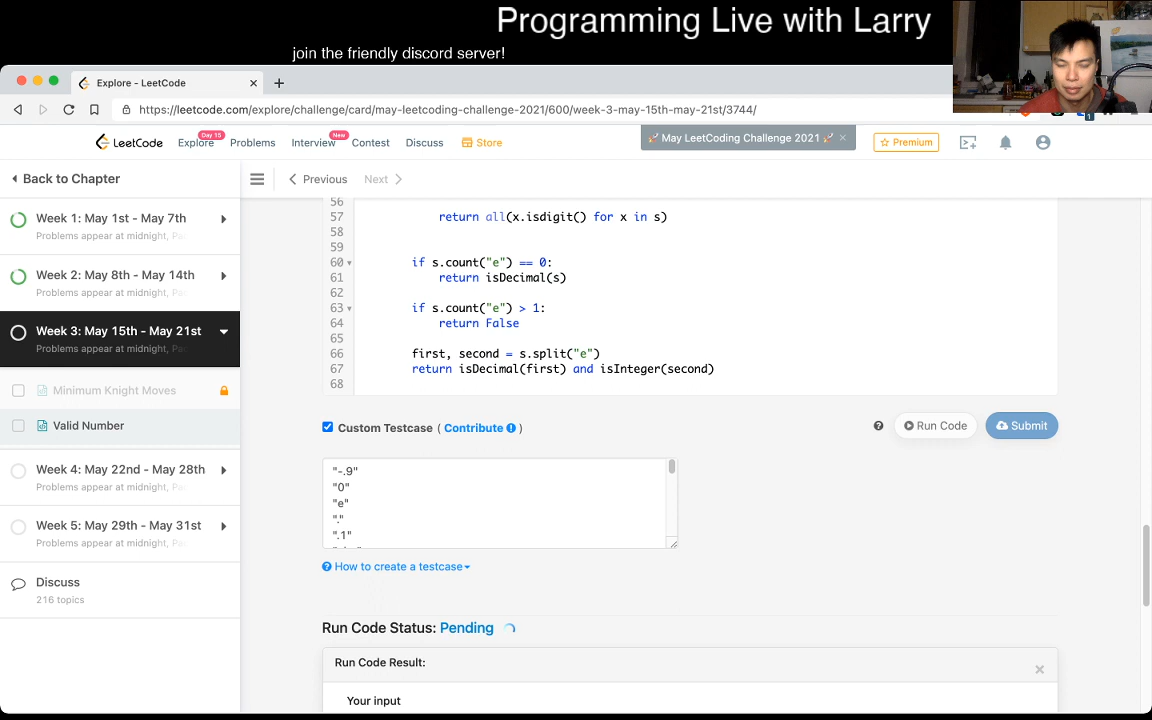 Programming Live with Larry
join the friendly discord server!
Explore - LeetCode
https://leetcode.com/explore/challenge/card/may-leetcoding-challenge-2021/600/week-3-may-15th-may-21st/3744/
LeetCode
Explore
Day 15
Problems
Interview
New
Contest
Discuss
Store
May LeetCoding Challenge 2021
Premium
Back to Chapter
Previous
Next
Week 1: May 1st - May 7th
Problems appear at midnight,
Week 2: May 8th - May 14th
Problems appear at midnight,
Week 3: May 15th - May 21st
Problems appear at midnight,
Minimum Knight Moves
Valid Number
Week 4: May 22nd - May 28th
Problems appear at midnight,
Week 5: May 29th - May 31st
Problems appear at midnight,
Discuss
216 topics
56
57 return all(x.isdigit() for x in s)
58
59
60 if s.count("e") == 0:
61 return isDecimal(s)
62
63 if s.count("e") > 1:
64 return False
65
66 first, second = s.split("e")
67 return isDecimal(first) and isInteger(second)
68
Custom Testcase ( Contribute )
Run Code
Submit
"-.9"
"0"
"e"
"."
".1"
How to create a testcase
Run Code Status: Pending
Run Code Result:
Your input